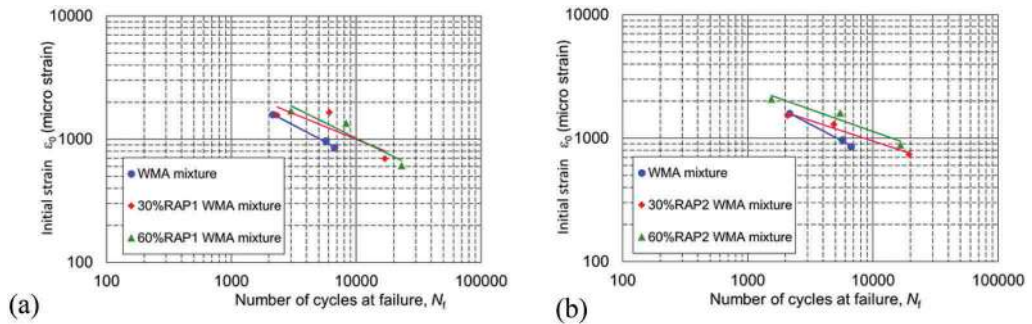 (a)
10000
1000
100
Initial strain ε₀ (micro strain)
WMA mixture
30%RAP1 WMA mixture
60%RAP1 WMA mixture
100 1000 10000 100000
Number of cycles at failure, Nf
(b)
10000
1000
100
Initial strain ε₀ (micro strain)
WMA mixture
30%RAP2 WMA mixture
60%RAP2 WMA mixture
100 1000 10000 100000
Number of cycles at failure, Nf